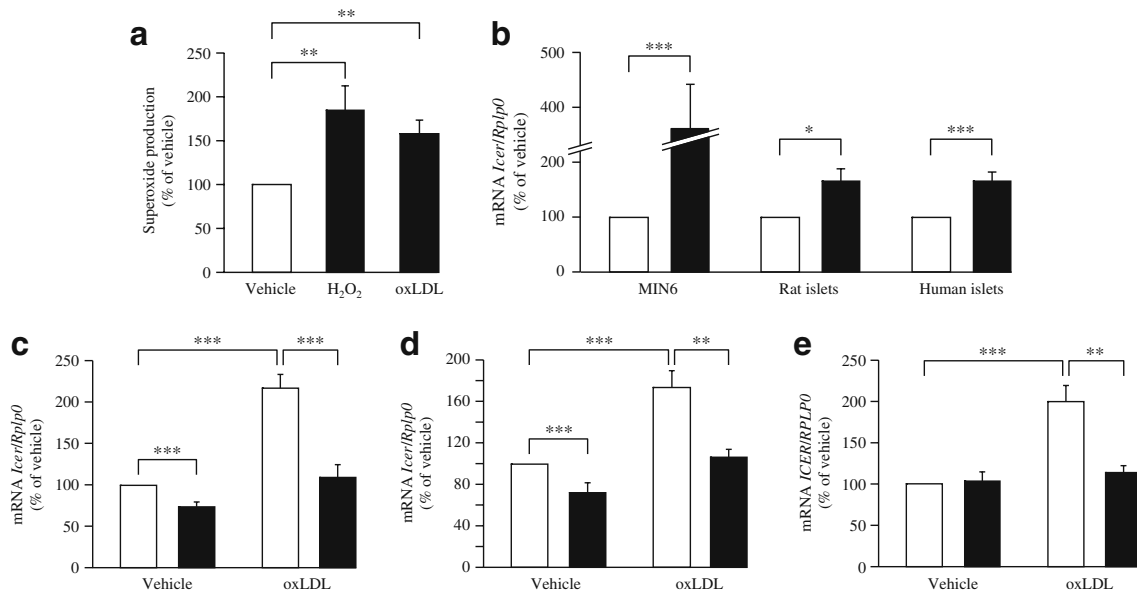 a
Superoxide production
(% of vehicle)
250
200
150
100
50
0
**
**
Vehicle
H₂O₂
oxLDL
b
mRNA Icer/Rplp0
(% of vehicle)
500
400
200
100
0
***
*
***
MIN6
Rat islets
Human islets
c
mRNA Icer/Rplp0
(% of vehicle)
250
200
150
100
50
0
***
***
***
Vehicle
oxLDL
d
mRNA Icer/Rplp0
(% of vehicle)
200
160
120
80
40
0
***
**
***
Vehicle
oxLDL
e
mRNA ICER/RPLP0
(% of vehicle)
250
200
150
100
50
0
***
**
Vehicle
oxLDL